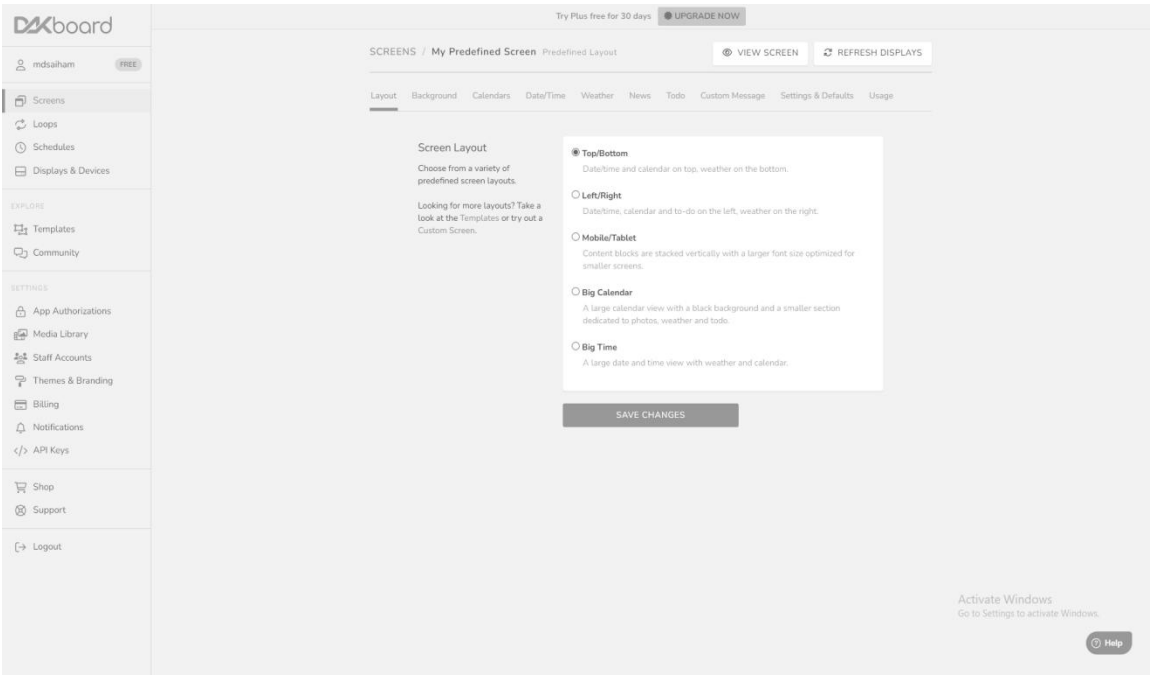 DAKboard
Try Plus free for 30 days
UPGRADE NOW
mdsaiham
FREE
Screens
Loops
Schedules
Displays & Devices
EXPLORE
Templates
Community
SETTINGS
App Authorizations
Media Library
Staff Accounts
Themes & Branding
Billing
Notifications
</> API Keys
Shop
Support
Logout
SCREENS / My Predefined Screen Predefined Layout
VIEW SCREEN
REFRESH DISPLAYS
Layout Background Calendars Date/Time Weather News Todo Custom Message Settings & Defaults Usage
Screen Layout
Choose from a variety of
predefined screen layouts.
Looking for more layouts? Take a
look at the Templates or try out a
Custom Screen.
Top/Bottom
Date/time and calendar on top, weather on the bottom.
Left/Right
Date/time, calendar and to-do on the left, weather on the right.
Mobile/Tablet
Content blocks are stacked vertically with a larger font size optimized for
smaller screens.
Big Calendar
A large calendar view with a black background and a smaller section
dedicated to photos, weather and todo.
Big Time
A large date and time view with weather and calendar.
SAVE CHANGES
Activate Windows
Go to Settings to activate Windows.
Help